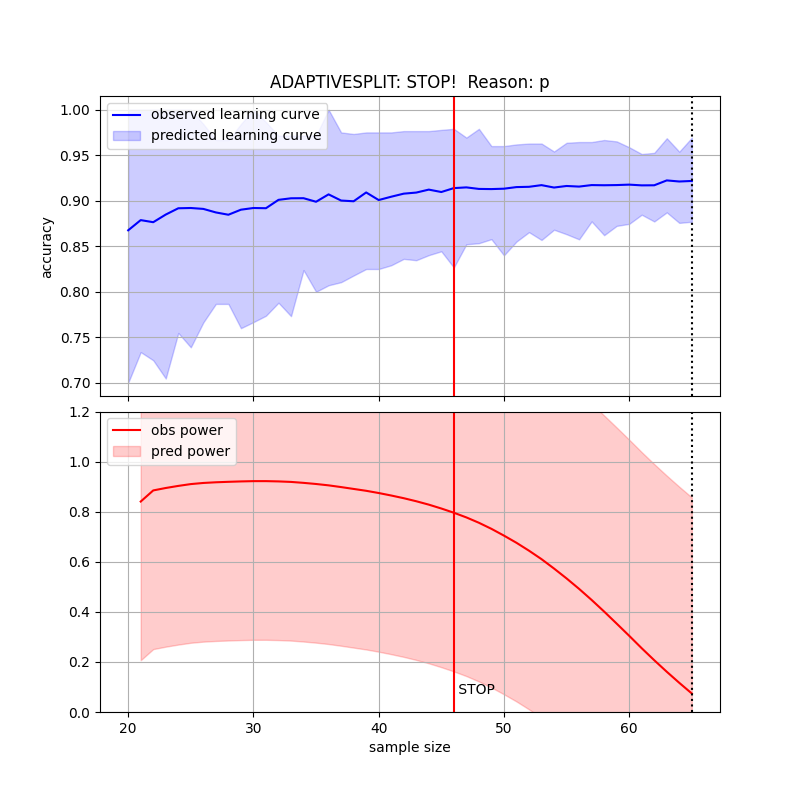 ADAPTIVESPLIT: STOP!  Reason: p
observed learning curve
predicted learning curve
1.00
0.95
0.90
0.85
0.80
0.75
0.70
accuracy
obs power
pred power
1.2
1.0
0.8
0.6
0.4
0.2
0.0
STOP
20 30 40 50 60
sample size